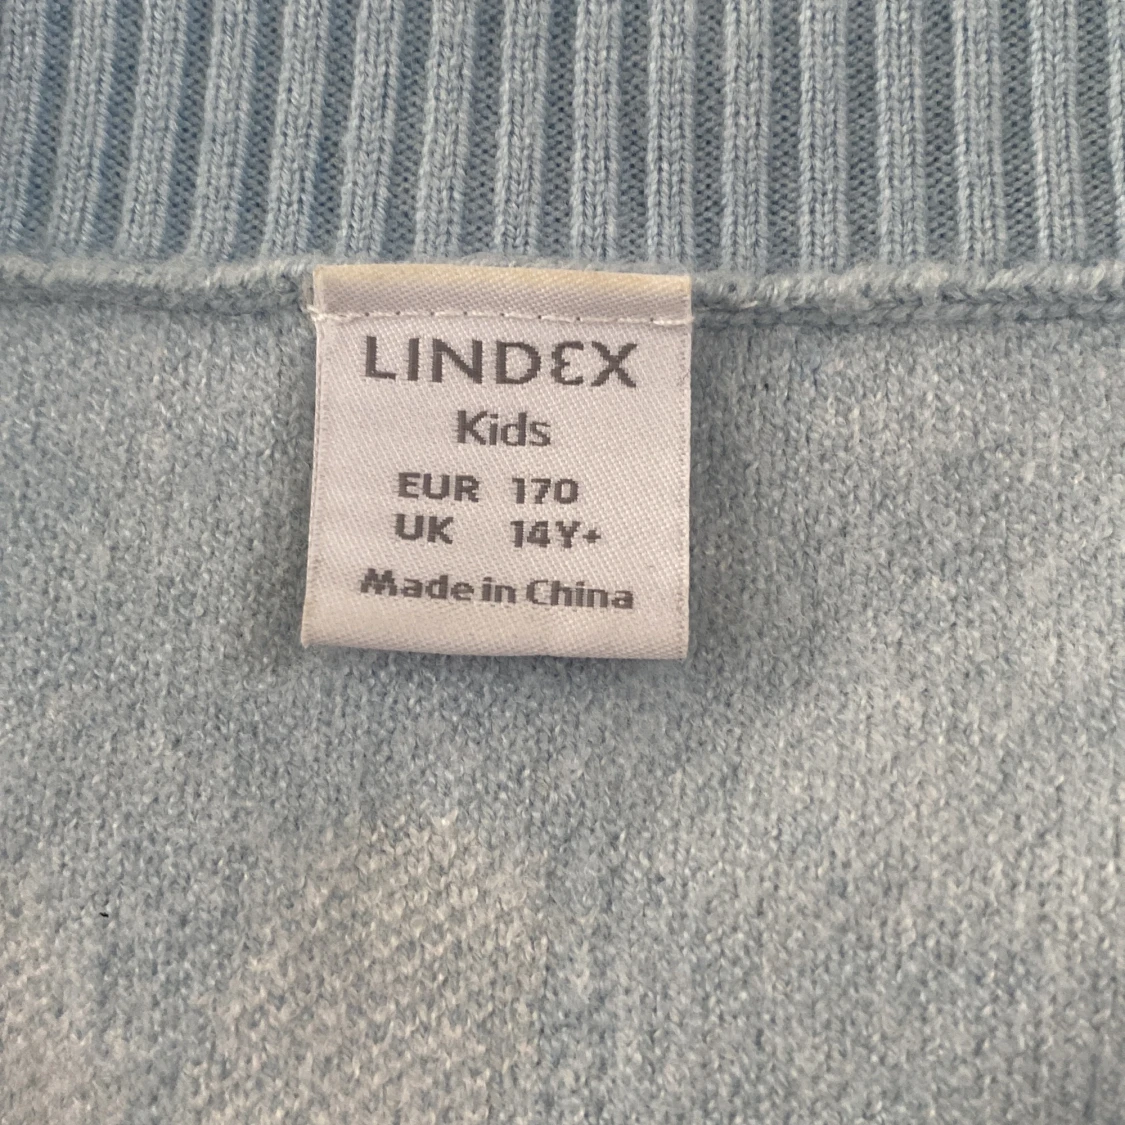 LINDEX
Kids
EUR 170
UK 14Y+
Made in China